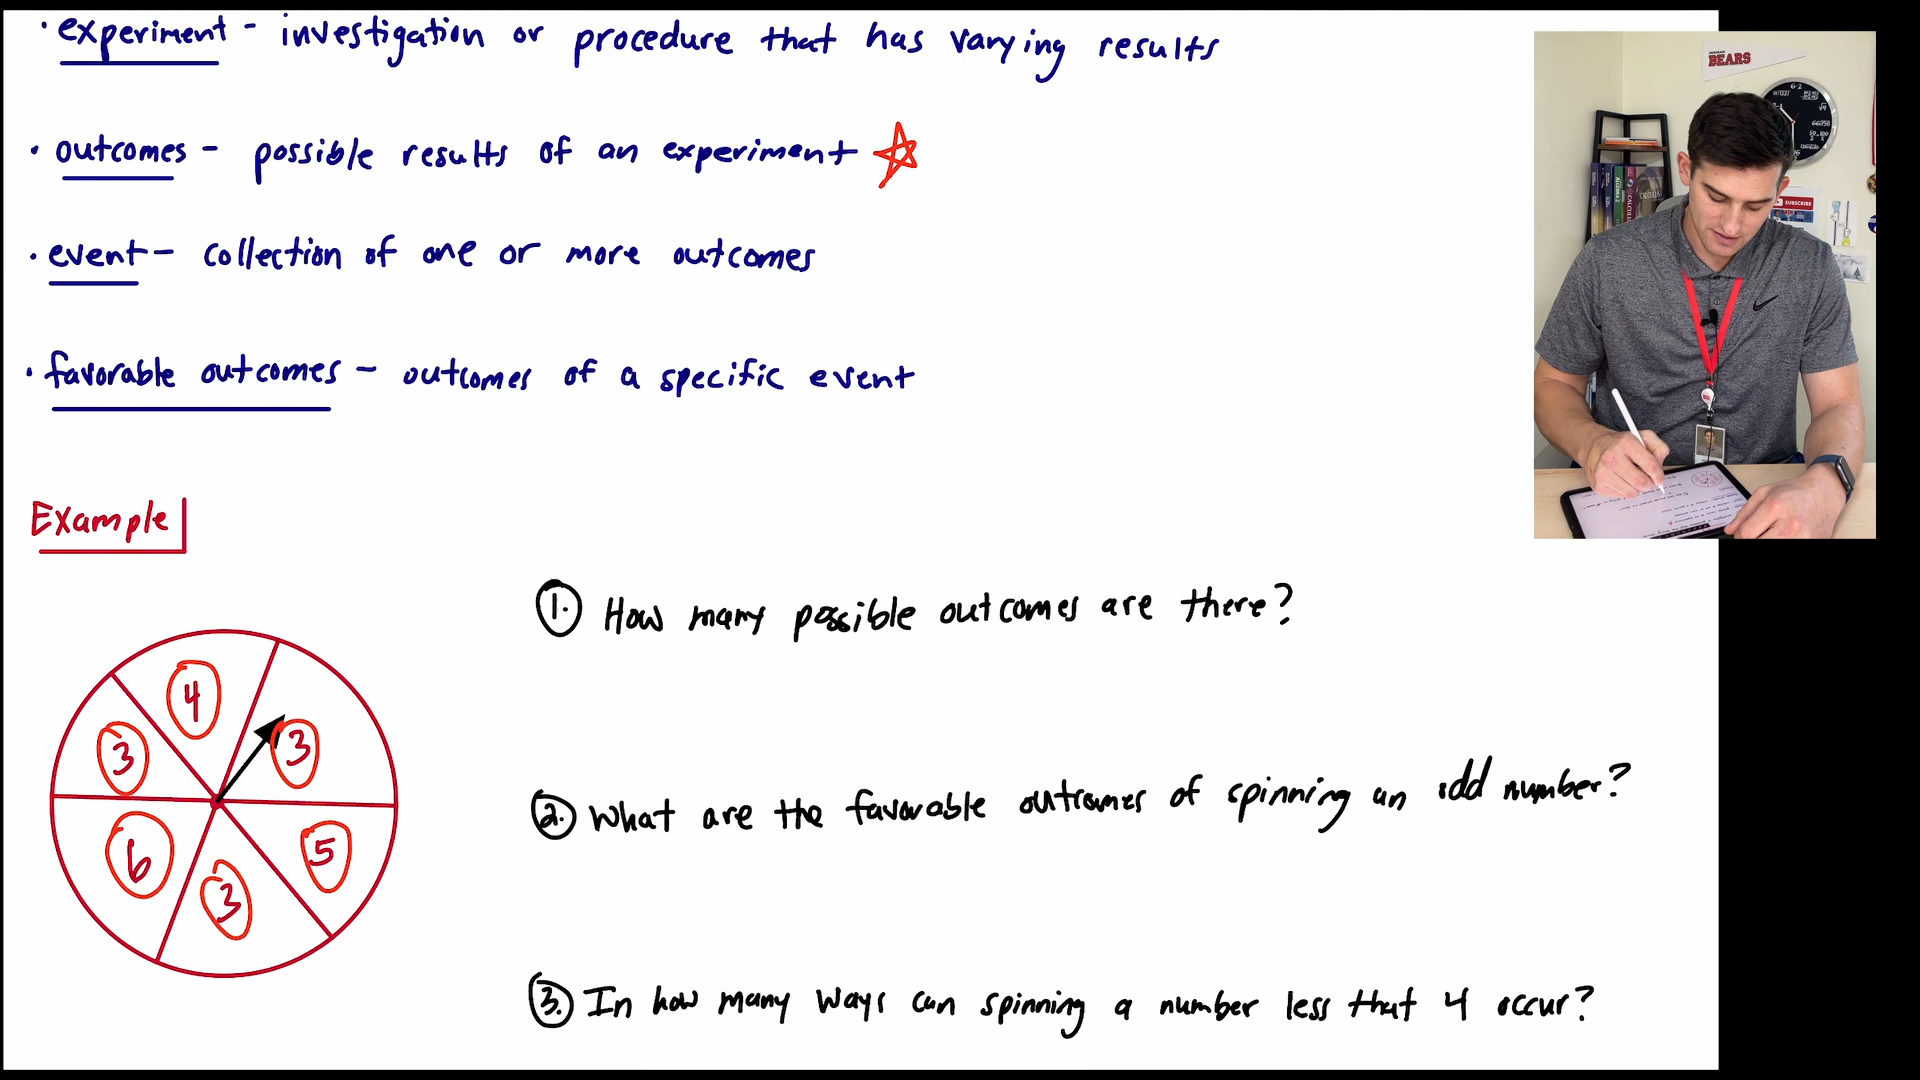 • experiment - investigation or procedure that has varying results
BEARS
• outcomes - possible results of an experiment
SUBSCRIBE
• event - collection of one or more outcomes
• favorable outcomes - outcomes of a specific event
Example
1. How many possible outcomes are there?
4
3
3
2. What are the favorable outcomes of spinning an odd number?
6
5
3
3. In how many ways can spinning a number less that 4 occur?